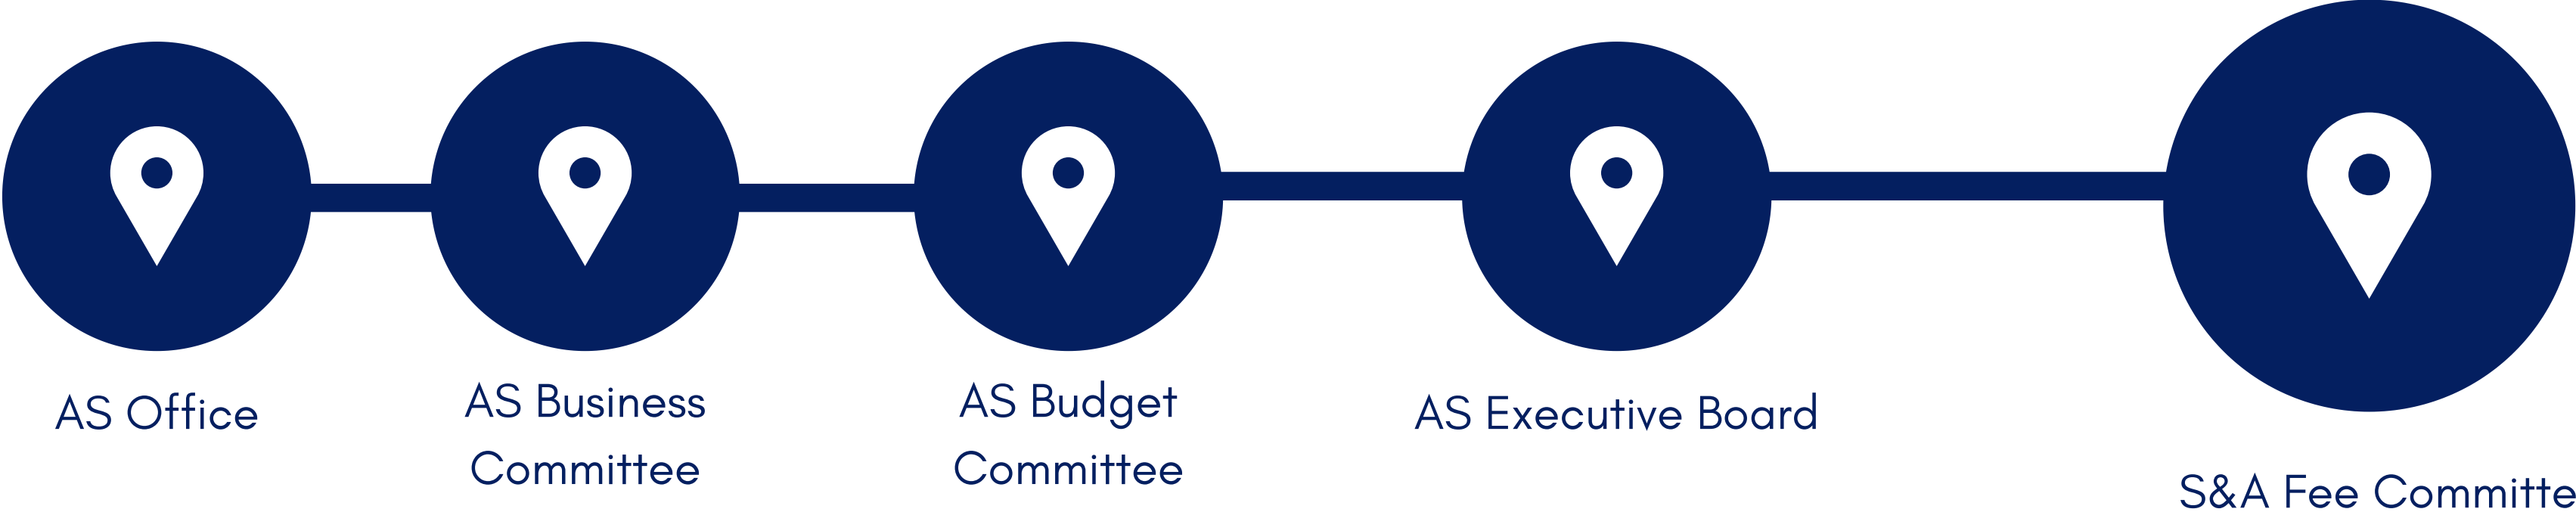 AS Office
AS Business
Committee
AS Budget
Committee
AS Executive Board
S&A Fee Committe